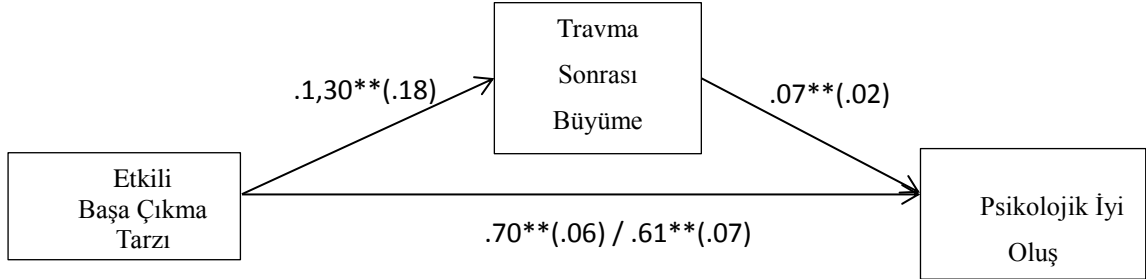 Travma
Sonrası
Büyüme
.1,30**(.18)
.07**(.02)
Etkili
Başa Çıkma
Tarzı
Psikolojik İyi
Oluş
.70**(.06) / .61**(.07)